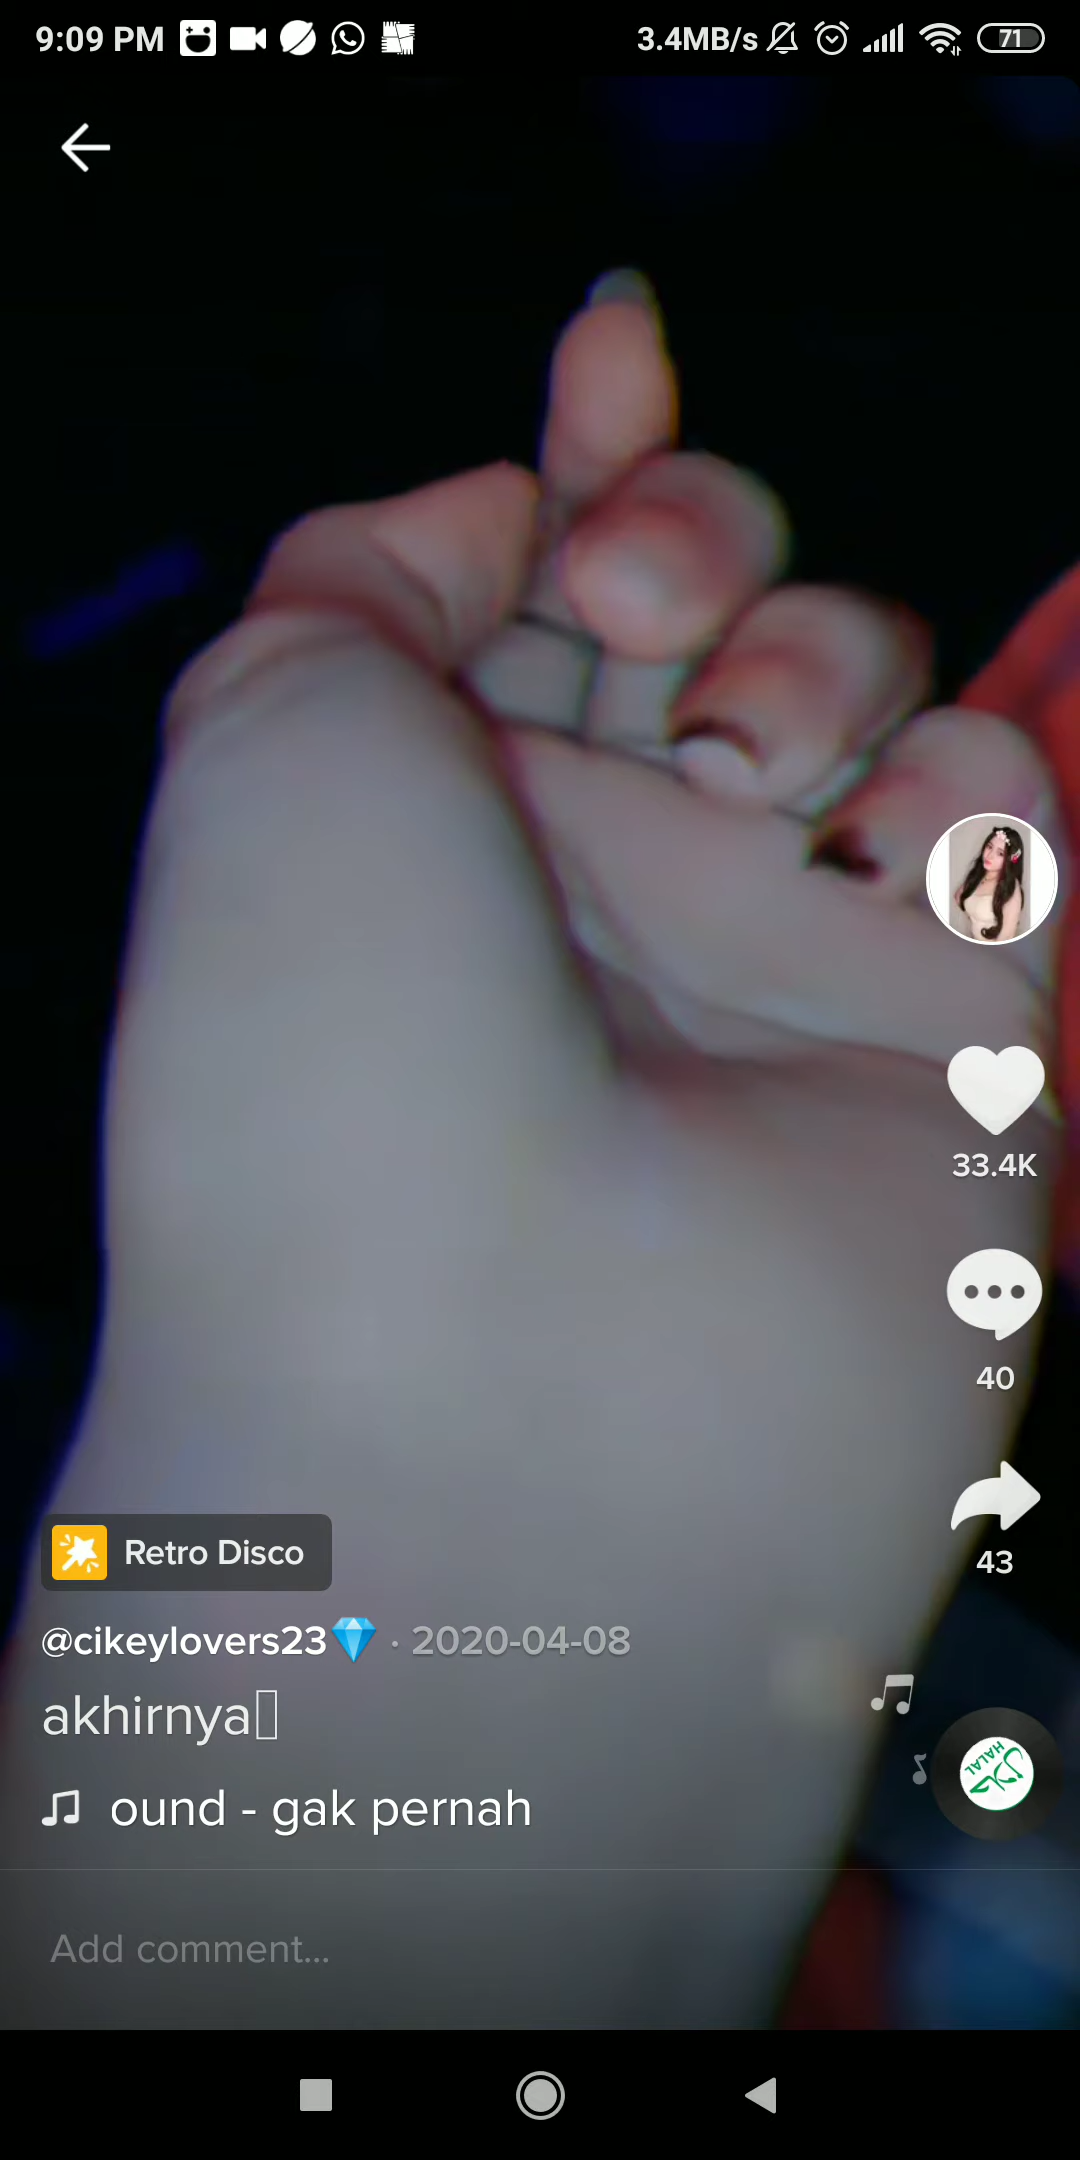 9:09 PM
3.4MB/s
71
33.4K
40
43
Retro Disco
@cikeylovers23💎 · 2020-04-08
akhirnya
ound - gak pernah
HALAL
Add comment...